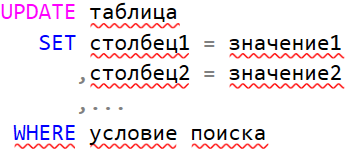 UPDATE таблица
SET столбец1 = значение1
,столбец2 = значение2
,...
WHERE условие поиска